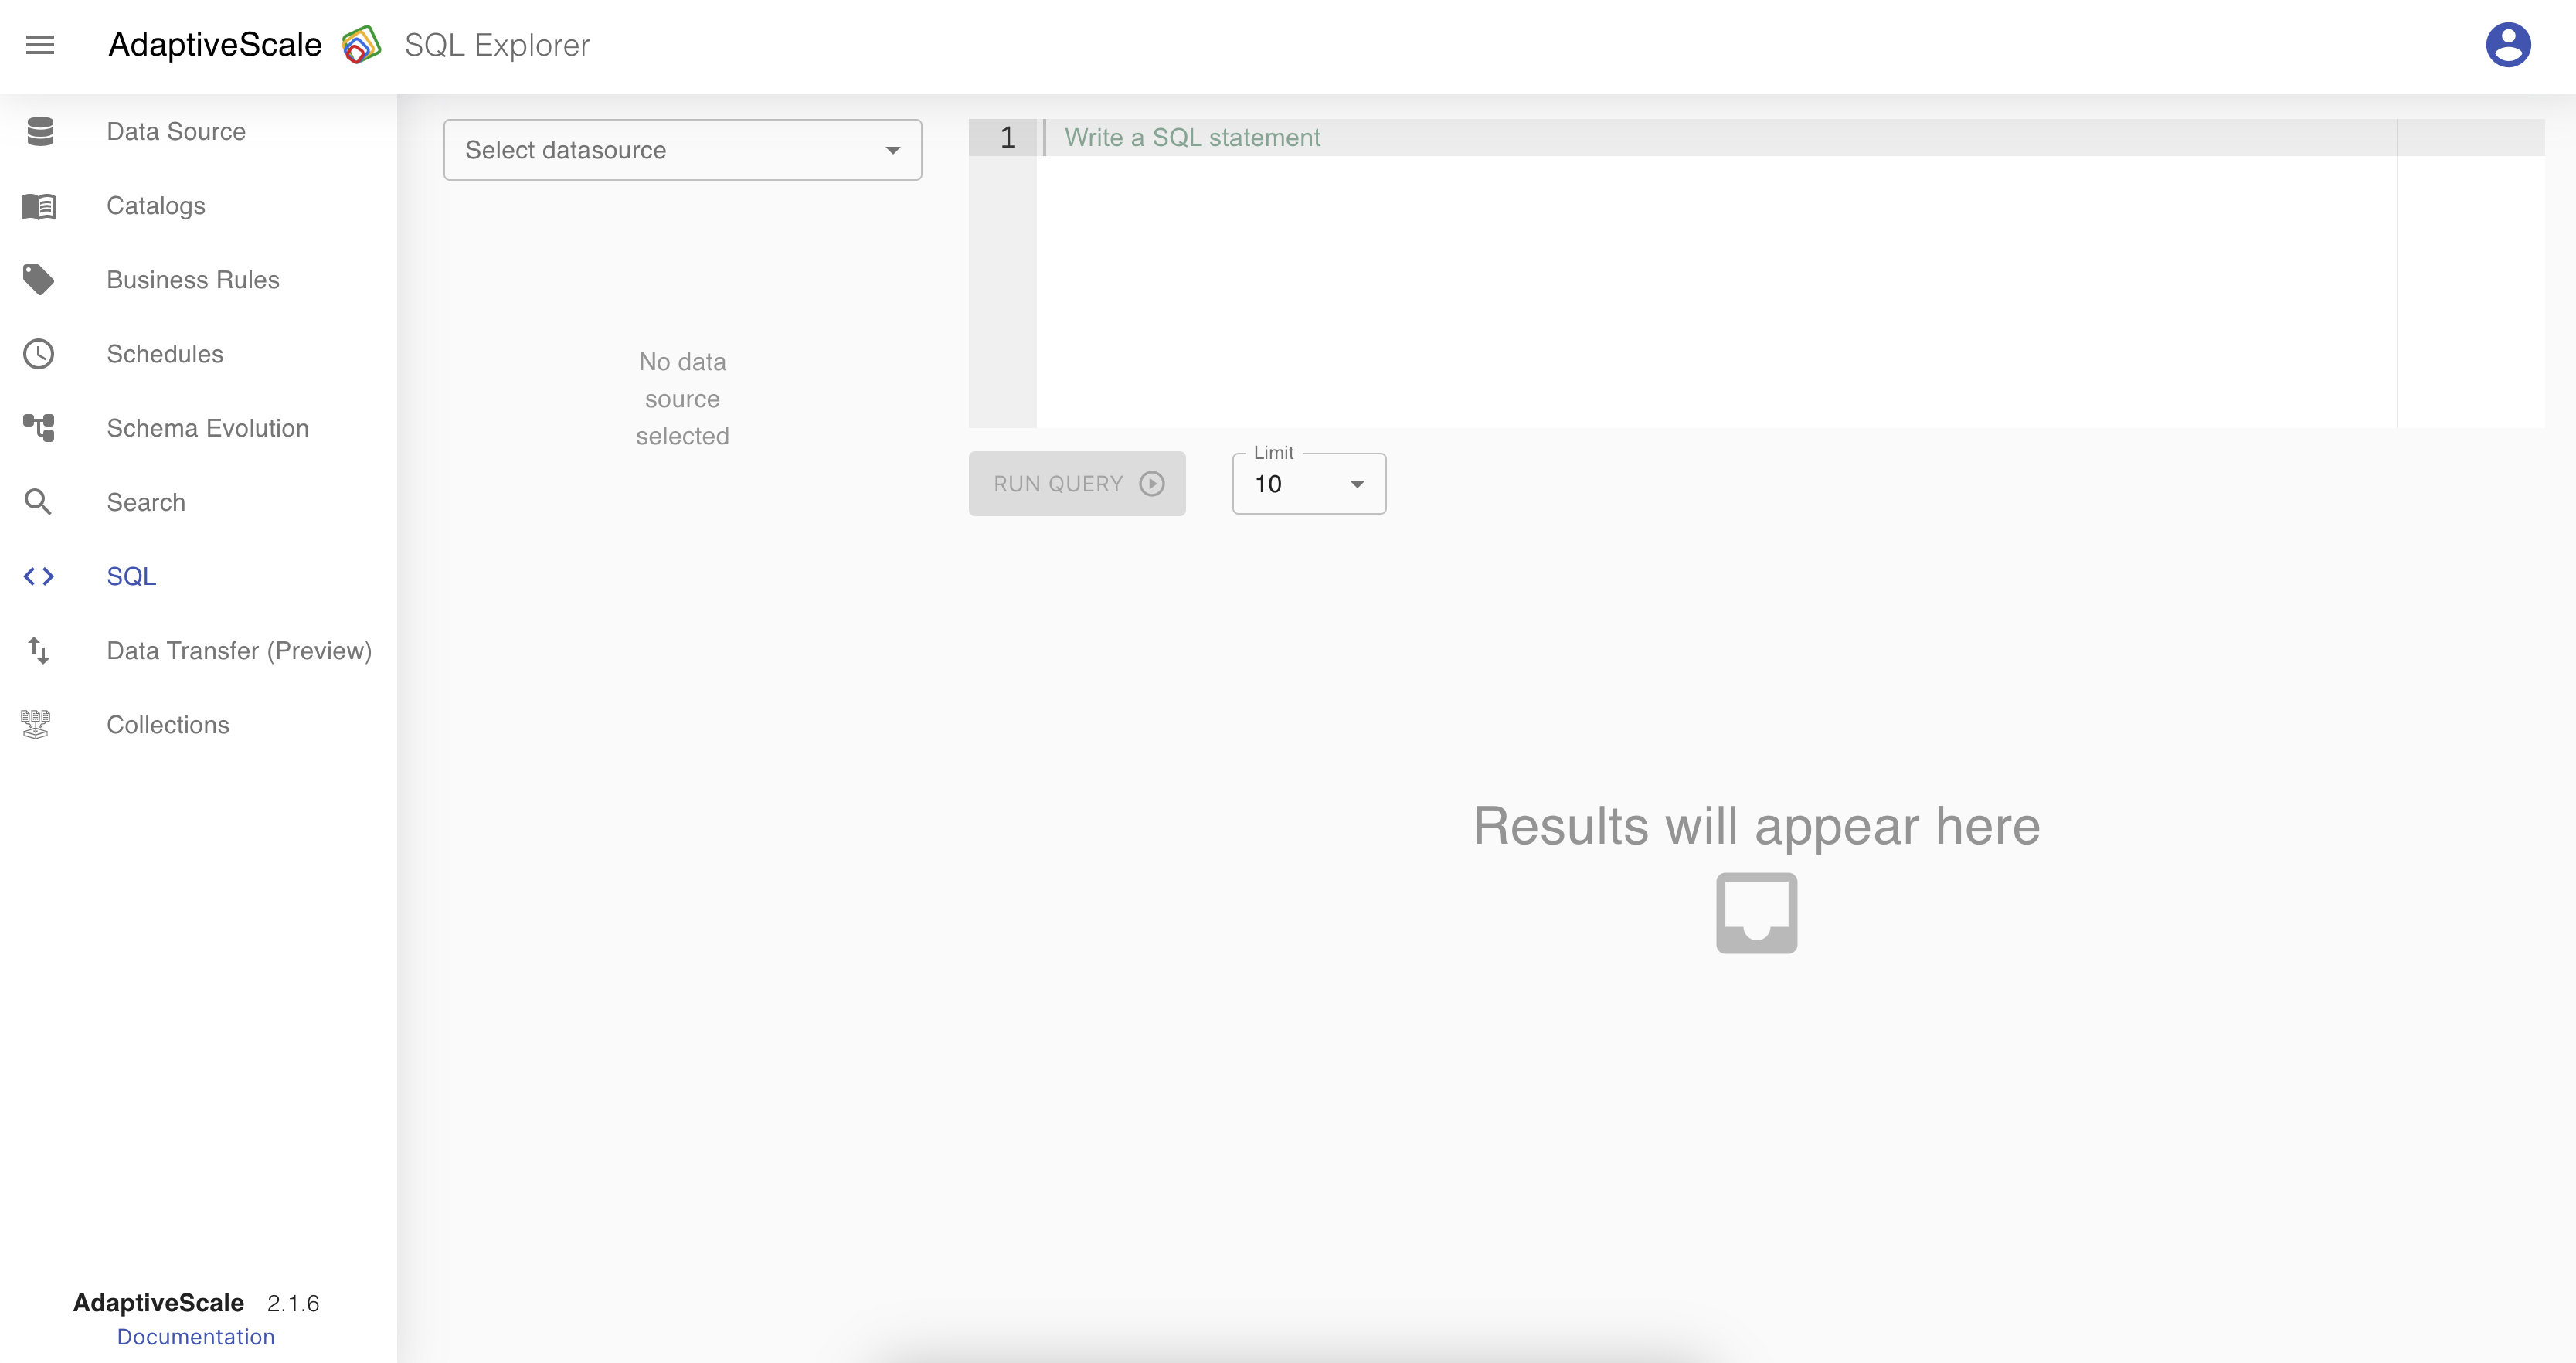 AdaptiveScale SQL Explorer
Data Source
Catalogs
Business Rules
Schedules
Schema Evolution
Search
SQL
Data Transfer (Preview)
Collections
AdaptiveScale 2.1.6
Documentation
Select datasource
No data
source
selected
1 Write a SQL statement
RUN QUERY
Limit
10
Results will appear here